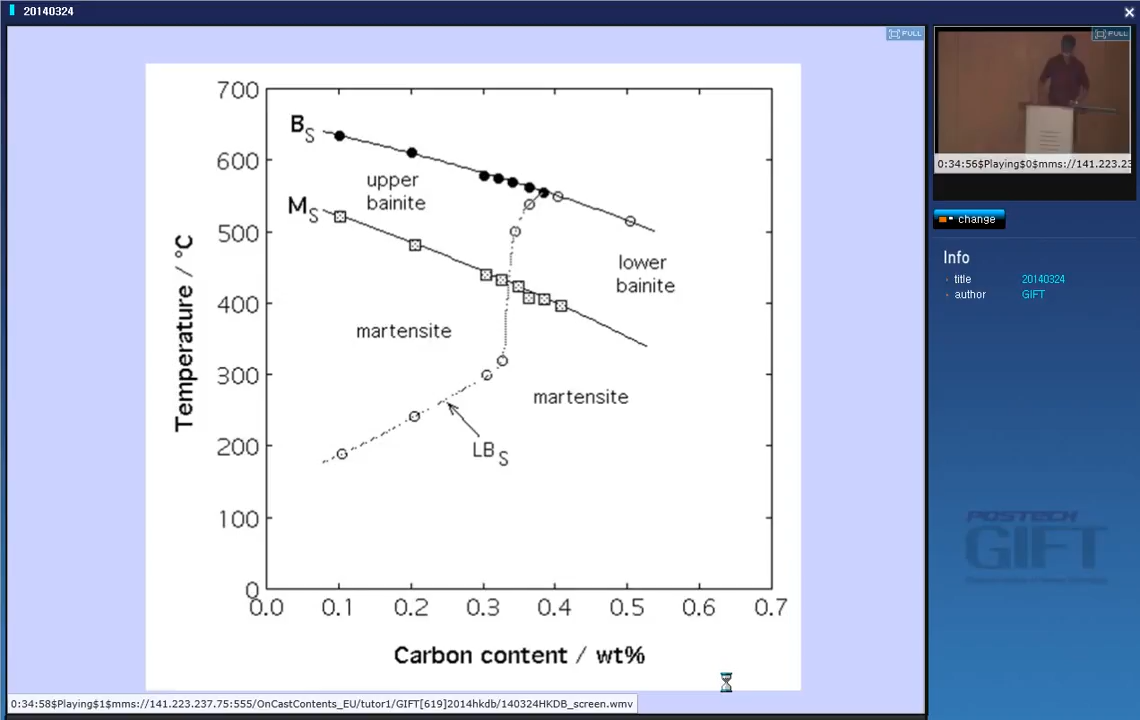 20140324
FULL
FULL
700
600
500
400
300
200
100
0
B S
M S
upper
bainite
lower
bainite
martensite
martensite
LB S
Temperature / °C
0.0 0.1 0.2 0.3 0.4 0.5 0.6 0.7
Carbon content / wt%
0:34:56$Playing$0$mms://141.223.23
change
Info
title 20140324
author GIFT
POSTECH
GIFT
0:34:58$Playing$1$mms://141.223.237.75:555/OnCastContents_EU/tutor1/GIFT[619]2014hkdb/140324HKDB_screen.wmv